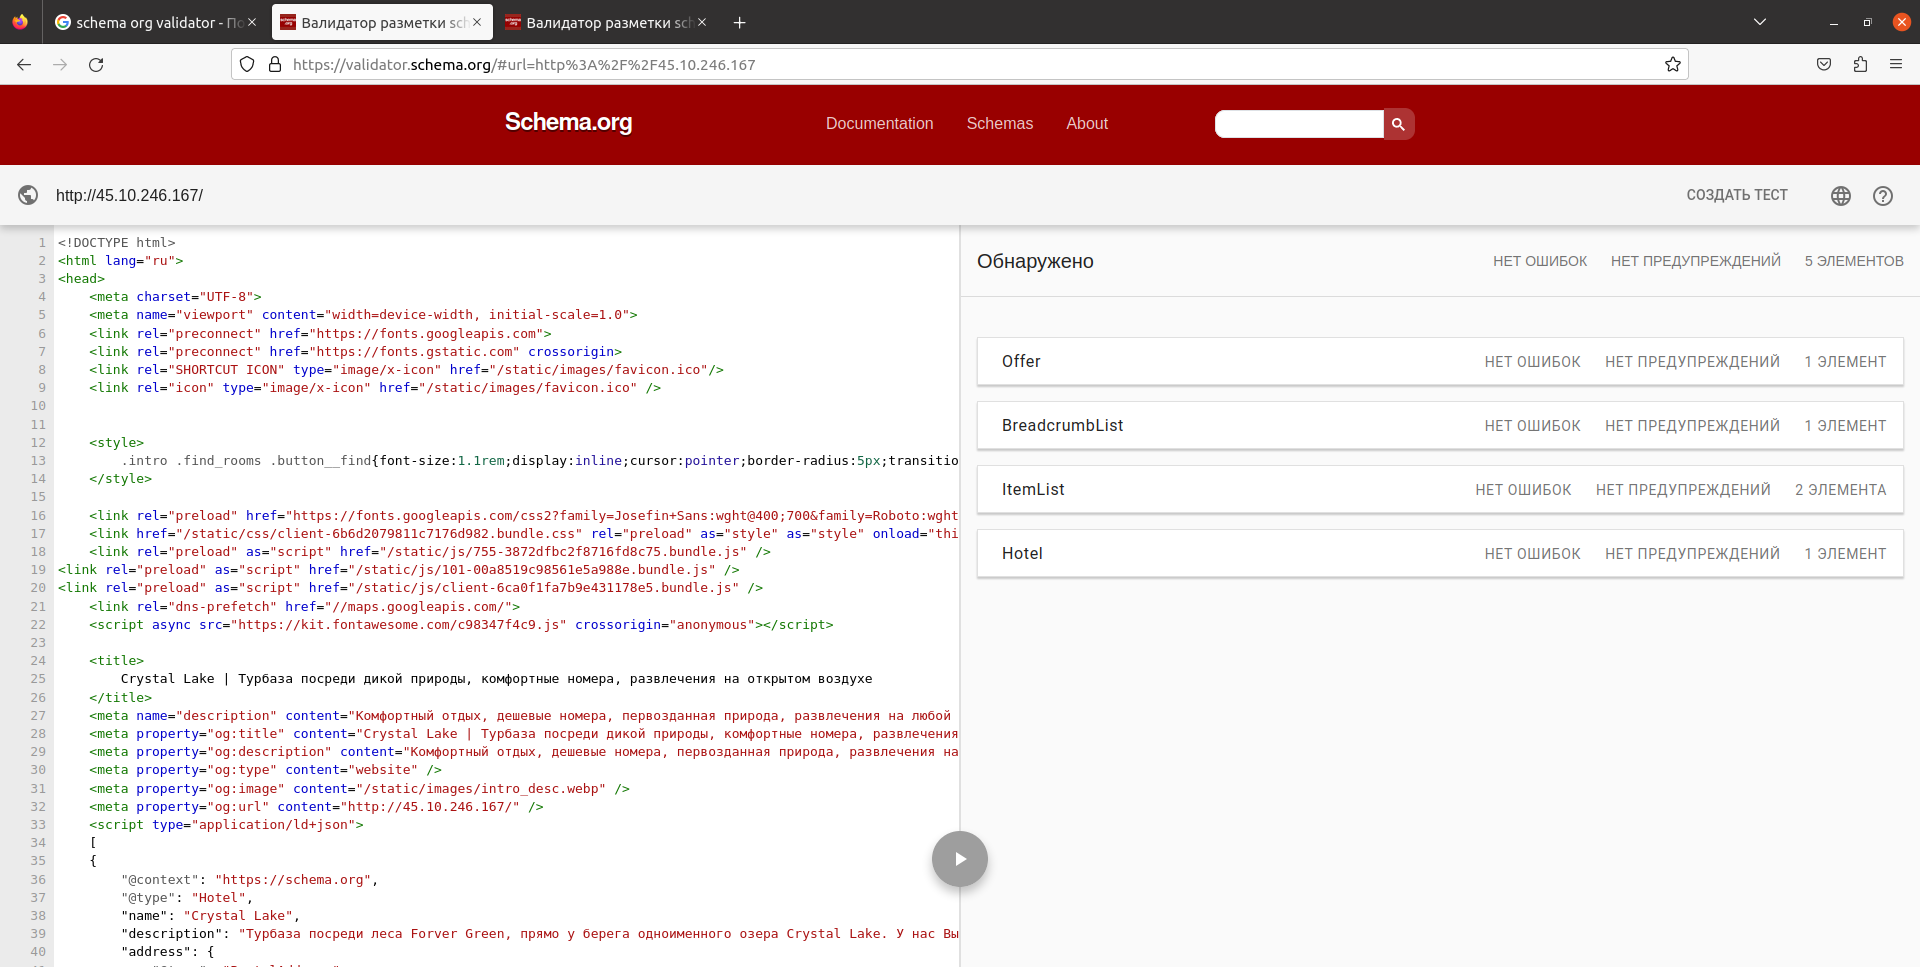 schema org validator - По
Валидатор разметки sch
Валидатор разметки sch
https://validator.schema.org/#url=http%3A%2F%2F45.10.246.167
Schema.org
Documentation
Schemas
About
http://45.10.246.167/
СОЗДАТЬ ТЕСТ
1 <!DOCTYPE html>
2 <html lang="ru">
3 <head>
4 <meta charset="UTF-8">
5 <meta name="viewport" content="width=device-width, initial-scale=1.0">
6 <link rel="preconnect" href="https://fonts.googleapis.com">
7 <link rel="preconnect" href="https://fonts.gstatic.com" crossorigin>
8 <link rel="SHORTCUT ICON" type="image/x-icon" href="/static/images/favicon.ico"/>
9 <link rel="icon" type="image/x-icon" href="/static/images/favicon.ico" />
10
11
12 <style>
13 .intro .find_rooms .button__find{font-size:1.1rem;display:inline;cursor:pointer;border-radius:5px;transitio
14 </style>
15
16 <link rel="preload" href="https://fonts.googleapis.com/css2?family=Josefin+Sans:wght@400;700&family=Roboto:wght
17 <link href="/static/css/client-6b6d2079811c7176d982.bundle.css" rel="preload" as="style" as="style" onload="thi
18 <link rel="preload" as="script" href="/static/js/755-3872dfbc2f8716fd8c75.bundle.js" />
19 <link rel="preload" as="script" href="/static/js/101-00a8519c98561e5a988e.bundle.js" />
20 <link rel="preload" as="script" href="/static/js/client-6ca0f1fa7b9e431178e5.bundle.js" />
21 <link rel="dns-prefetch" href="//maps.googleapis.com/">
22 <script async src="https://kit.fontawesome.com/c98347f4c9.js" crossorigin="anonymous"></script>
23
24 <title>
25 Crystal Lake | Турбаза посреди дикой природы, комфортные номера, развлечения на открытом воздухе
26 </title>
27 <meta name="description" content="Комфортный отдых, дешевые номера, первозданная природа, развлечения на любой
28 <meta property="og:title" content="Crystal Lake | Турбаза посреди дикой природы, комфортные номера, развлечения
29 <meta property="og:description" content="Комфортный отдых, дешевые номера, первозданная природа, развлечения на
30 <meta property="og:type" content="website" />
31 <meta property="og:image" content="/static/images/intro_desc.webp" />
32 <meta property="og:url" content="http://45.10.246.167/" />
33 <script type="application/ld+json">
34 [
35 {
36 "@context": "https://schema.org",
37 "@type": "Hotel",
38 "name": "Crystal Lake",
39 "description": "Турбаза посреди леса Forver Green, прямо у берега одноименного озера Crystal Lake. У нас Вы
40 "address": {
Обнаружено НЕТ ОШИБОК НЕТ ПРЕДУПРЕЖДЕНИЙ 5 ЭЛЕМЕНТОВ
Offer НЕТ ОШИБОК НЕТ ПРЕДУПРЕЖДЕНИЙ 1 ЭЛЕМЕНТ
BreadcrumbList НЕТ ОШИБОК НЕТ ПРЕДУПРЕЖДЕНИЙ 1 ЭЛЕМЕНТ
ItemList НЕТ ОШИБОК НЕТ ПРЕДУПРЕЖДЕНИЙ 2 ЭЛЕМЕНТА
Hotel НЕТ ОШИБОК НЕТ ПРЕДУПРЕЖДЕНИЙ 1 ЭЛЕМЕНТ